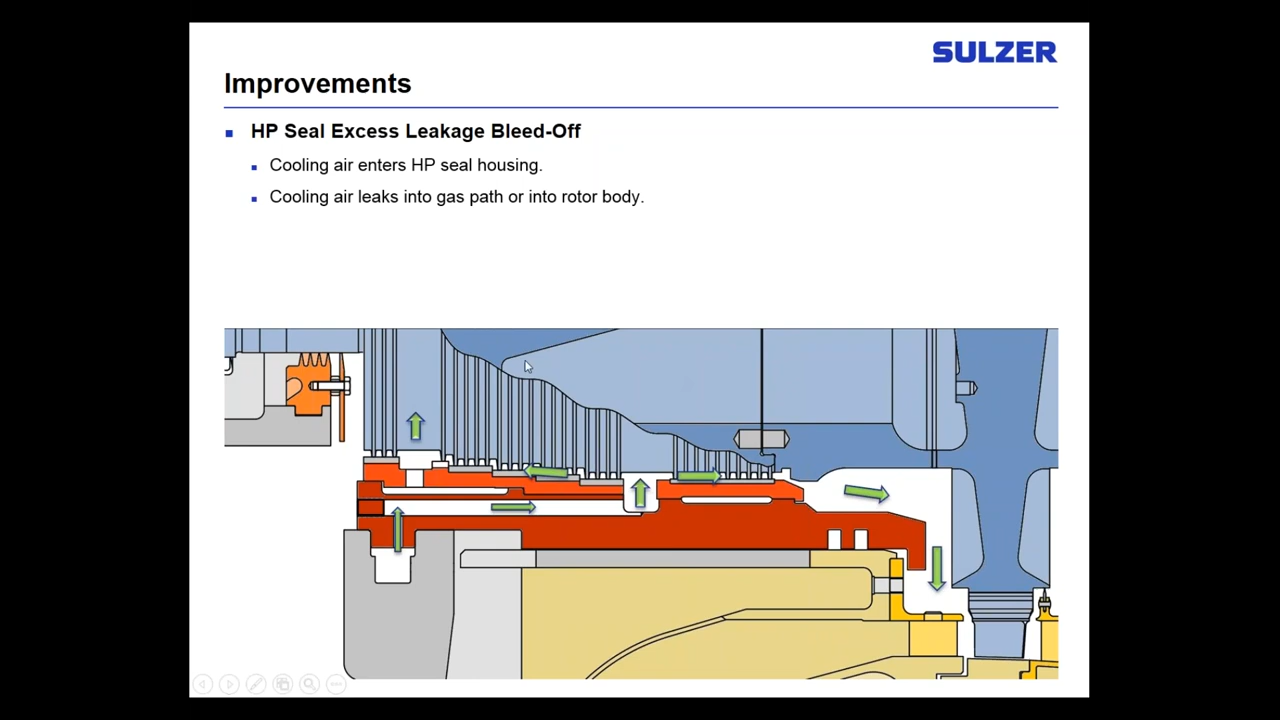 SULZER
Improvements
HP Seal Excess Leakage Bleed-Off
Cooling air enters HP seal housing.
Cooling air leaks into gas path or into rotor body.